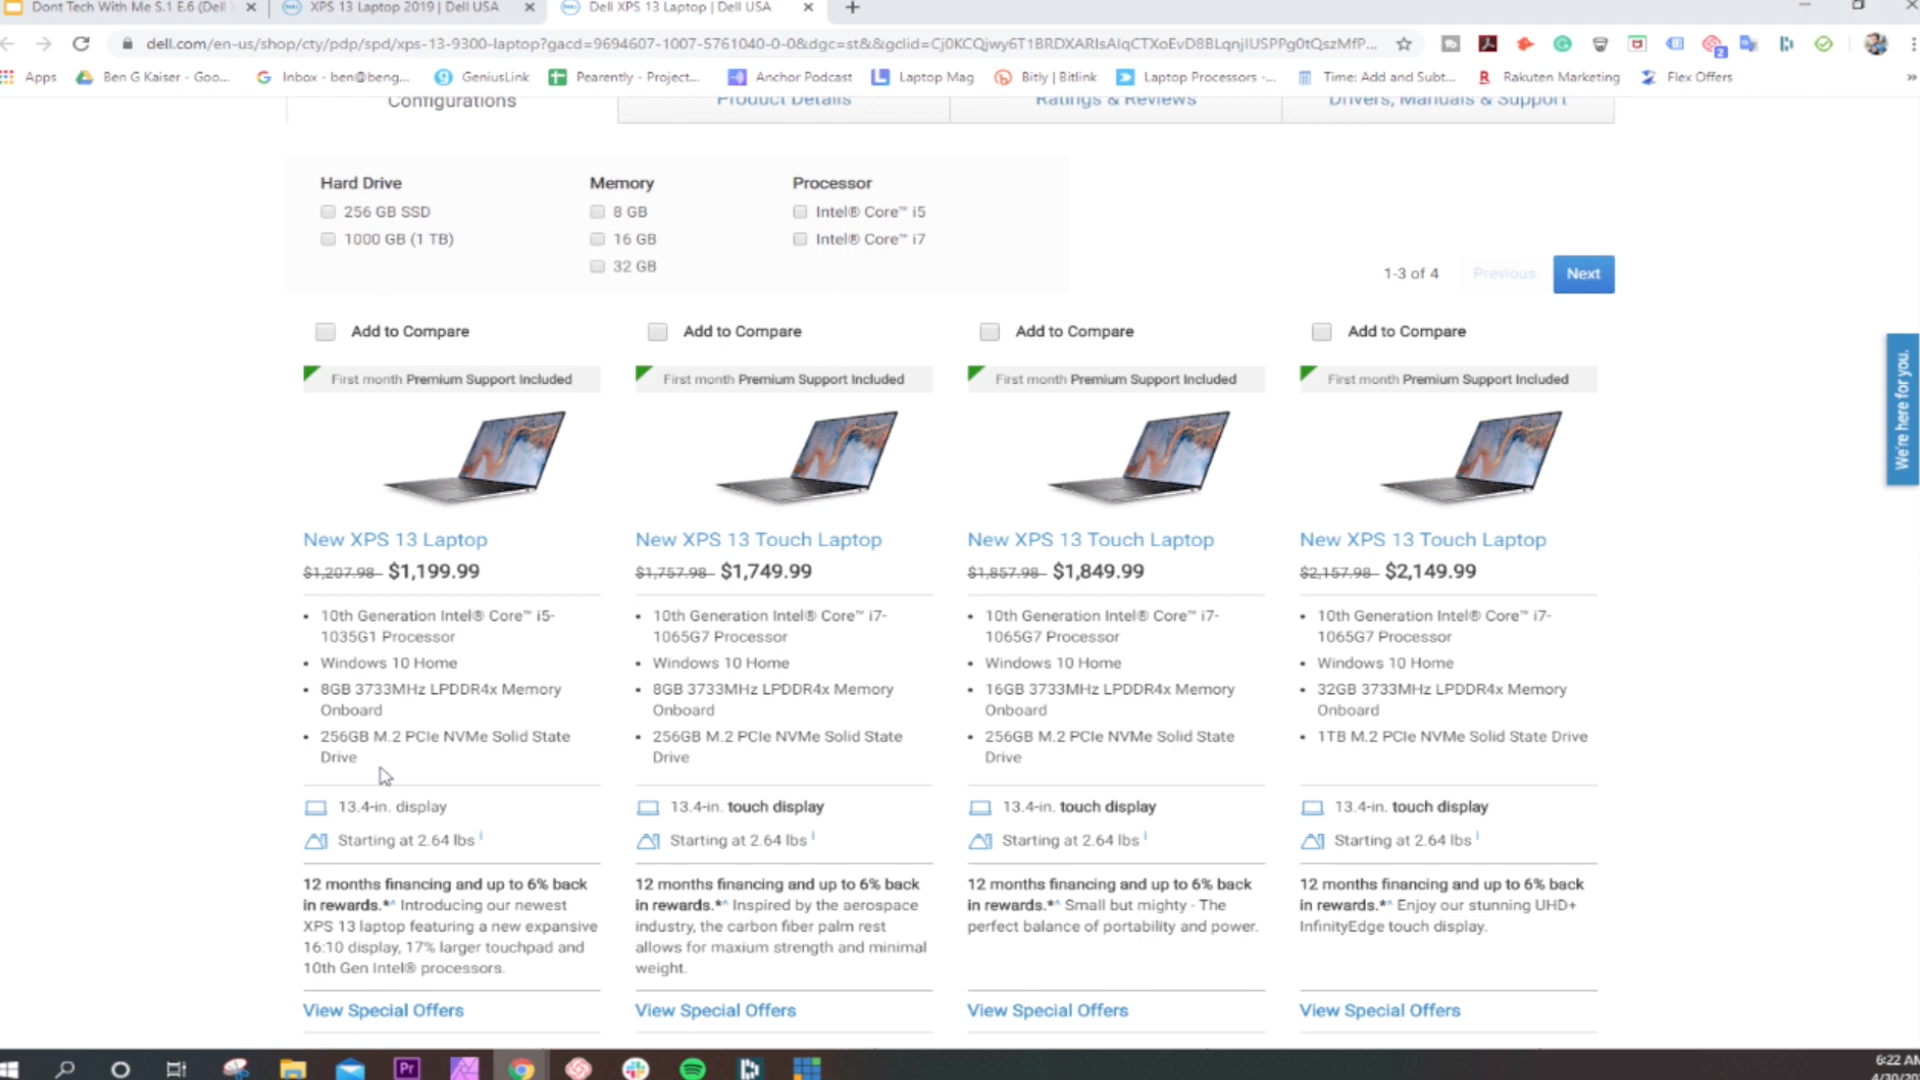 Dont Tech With Me S.1 E.6 (Dell
XPS 13 Laptop 2019 | Dell USA
Dell XPS 13 Laptop | Dell USA
dell.com/en-us/shop/cty/pdp/spd/xps-13-9300-laptop?gacd=9694607-1007-5761040-0-0&dgc=st&&gclid=Cj0KCQjwy6T1BRDXARIsAIqCTXoEvD8BLqnjIUSPPg0tQszMfP...
Apps
Ben G Kaiser - Goo...
Inbox - ben@beng...
GeniusLink
Pearently - Project...
Anchor Podcast
Laptop Mag
Bitly | Bitlink
Laptop Processors -...
Time: Add and Subt...
Rakuten Marketing
Flex Offers
»
Configurations
Product Details
Ratings & Reviews
Drivers, Manuals & Support
Hard Drive
Memory
Processor
256 GB SSD
8 GB
Intel® Core™ i5
1000 GB (1 TB)
16 GB
Intel® Core™ i7
32 GB
1-3 of 4
Previous
Next
We're here for you.
Add to Compare
First month Premium Support Included
New XPS 13 Laptop
$1,207.98 $1,199.99
• 10th Generation Intel® Core™ i5-
1035G1 Processor
• Windows 10 Home
• 8GB 3733MHz LPDDR4x Memory
Onboard
• 256GB M.2 PCIe NVMe Solid State
Drive
13.4-in. display
Starting at 2.64 lbs i
12 months financing and up to 6% back
in rewards.*^ Introducing our newest
XPS 13 laptop featuring a new expansive
16:10 display, 17% larger touchpad and
10th Gen Intel® processors.
View Special Offers
Add to Compare
First month Premium Support Included
New XPS 13 Touch Laptop
$1,757.98 $1,749.99
• 10th Generation Intel® Core™ i7-
1065G7 Processor
• Windows 10 Home
• 8GB 3733MHz LPDDR4x Memory
Onboard
• 256GB M.2 PCIe NVMe Solid State
Drive
13.4-in. touch display
Starting at 2.64 lbs i
12 months financing and up to 6% back
in rewards.*^ Inspired by the aerospace
industry, the carbon fiber palm rest
allows for maxium strength and minimal
weight.
View Special Offers
Add to Compare
First month Premium Support Included
New XPS 13 Touch Laptop
$1,857.98 $1,849.99
• 10th Generation Intel® Core™ i7-
1065G7 Processor
• Windows 10 Home
• 16GB 3733MHz LPDDR4x Memory
Onboard
• 256GB M.2 PCIe NVMe Solid State
Drive
13.4-in. touch display
Starting at 2.64 lbs i
12 months financing and up to 6% back
in rewards.*^ Small but mighty - The
perfect balance of portability and power.
View Special Offers
Add to Compare
First month Premium Support Included
New XPS 13 Touch Laptop
$2,157.98 $2,149.99
• 10th Generation Intel® Core™ i7-
1065G7 Processor
• Windows 10 Home
• 32GB 3733MHz LPDDR4x Memory
Onboard
• 1TB M.2 PCIe NVMe Solid State Drive
13.4-in. touch display
Starting at 2.64 lbs i
12 months financing and up to 6% back
in rewards.*^ Enjoy our stunning UHD+
InfinityEdge touch display.
View Special Offers
Pr
6:22 AM